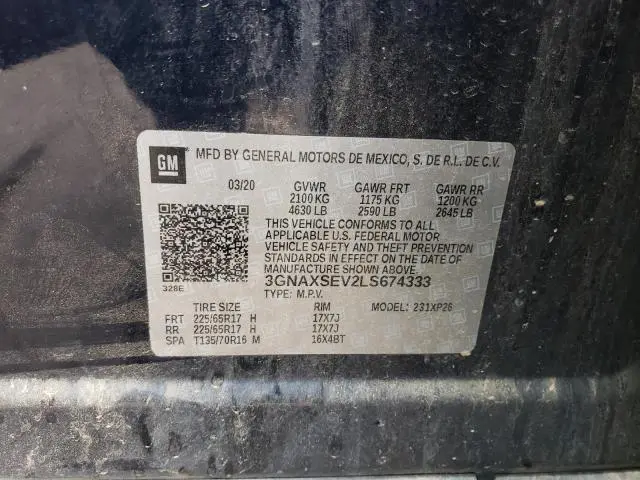 GM MFD BY GENERAL MOTORS DE MEXICO, S. DE R.L. DE C.V.
03/20 GVWR GAWR FRT GAWR RR
2100 KG 1175 KG 1200 KG
4630 LB 2590 LB 2645 LB
THIS VEHICLE CONFORMS TO ALL
APPLICABLE U.S. FEDERAL MOTOR
VEHICLE SAFETY AND THEFT PREVENTION
STANDARDS IN EFFECT ON THE DATE OF
MANUFACTURE SHOWN ABOVE.
3GNAXSEV2LS674333
328E TYPE: M.P.V.
TIRE SIZE RIM MODEL: 231XP26
FRT 225/65R17 H 17X7J
RR 225/65R17 H 17X7J
SPA T135/70R16 M 16X4BT